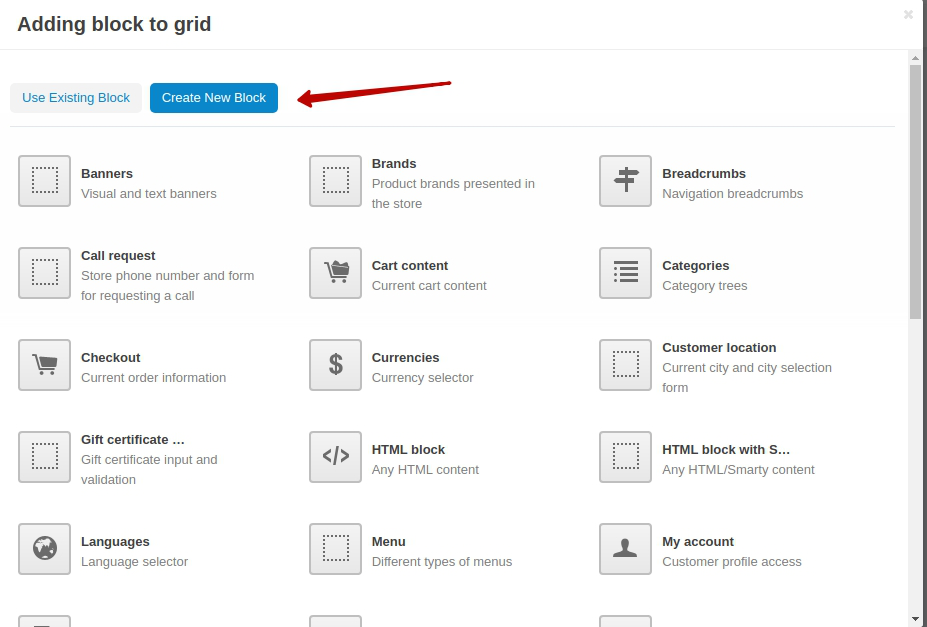 Adding block to grid
Use Existing Block
Create New Block
Banners
Visual and text banners
Brands
Product brands presented in
the store
Breadcrumbs
Navigation breadcrumbs
Call request
Store phone number and form
for requesting a call
Cart content
Current cart content
Categories
Category trees
Checkout
Current order information
Currencies
Currency selector
Customer location
Current city and city selection
form
Gift certificate ...
Gift certificate input and
validation
HTML block
Any HTML content
HTML block with S...
Any HTML/Smarty content
Languages
Language selector
Menu
Different types of menus
My account
Customer profile access